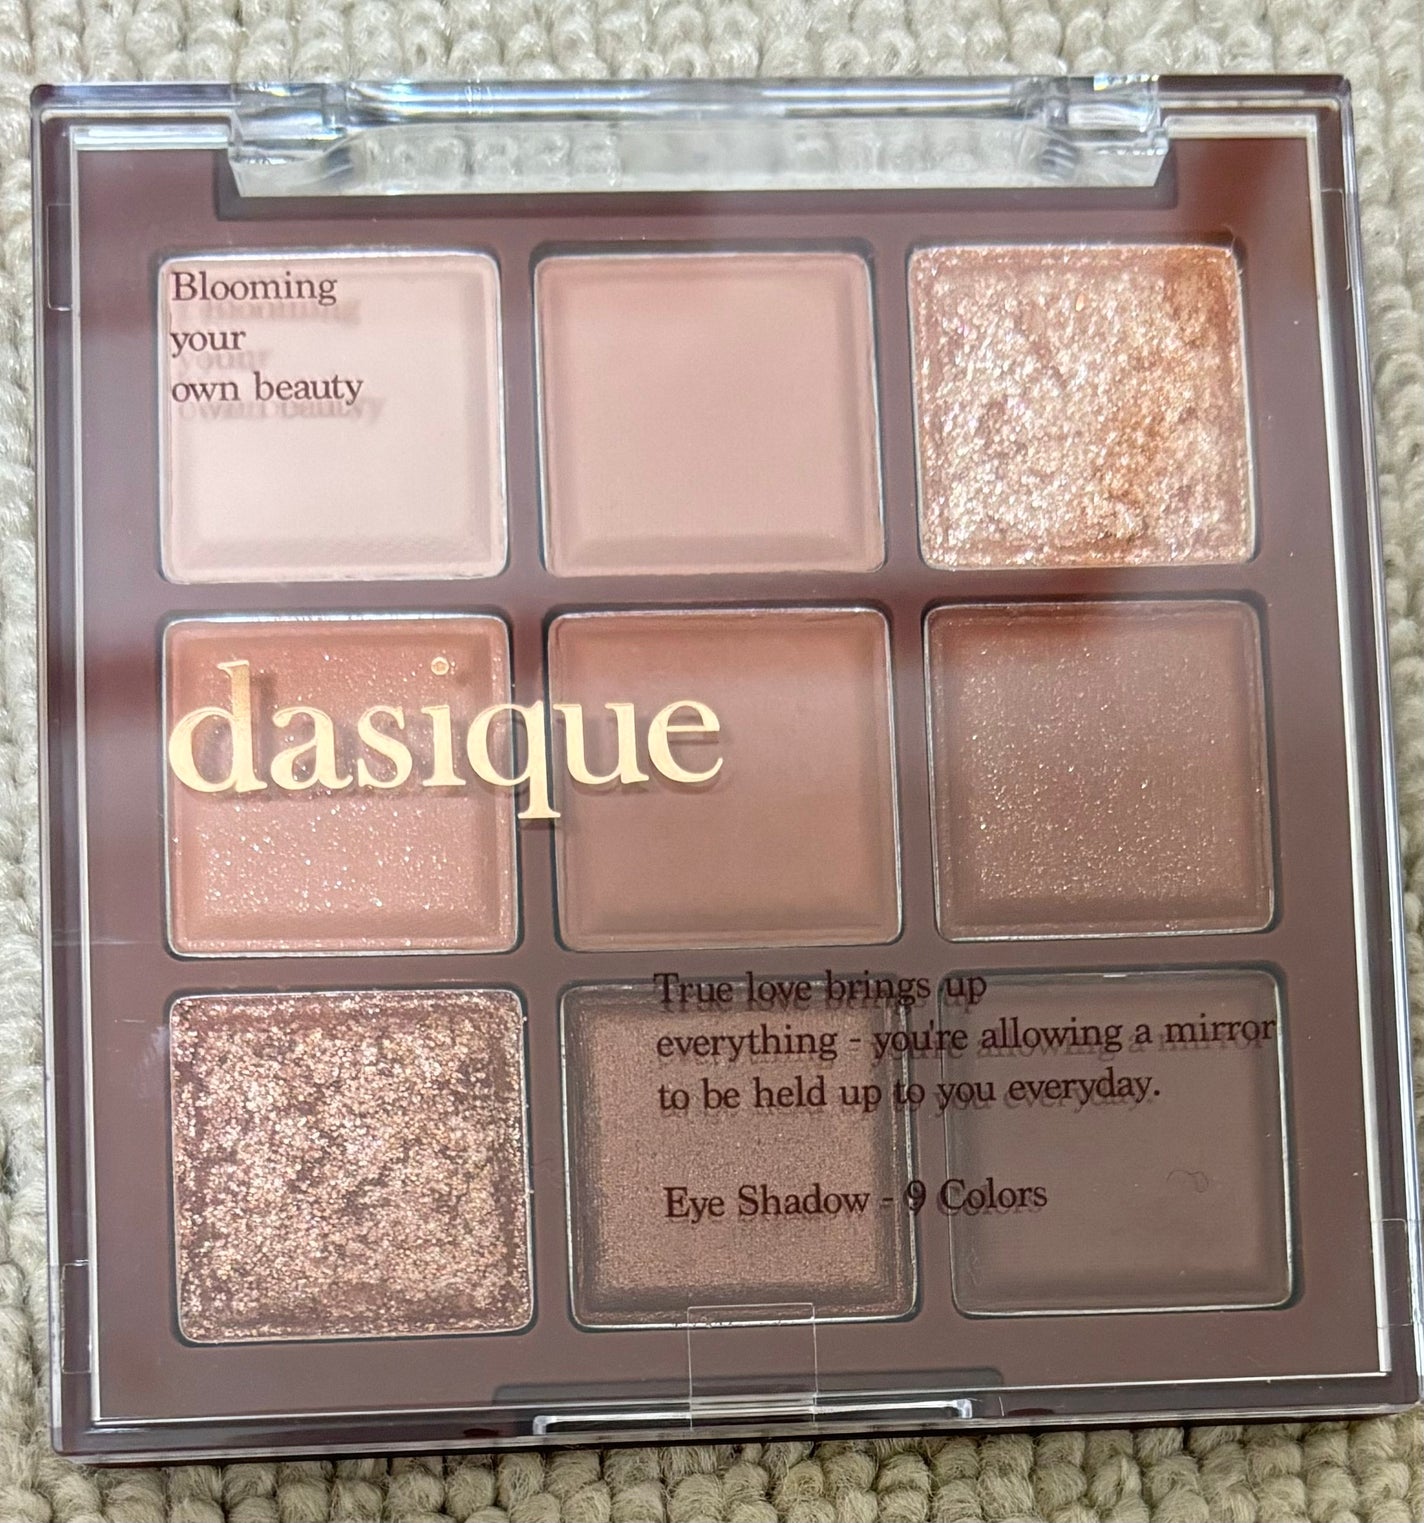 Blooming
your
own beauty
dasique
True love brings up
everything - you're allowing a mirror
to be held up to you everyday.
Eye Shadow - 9 Colors